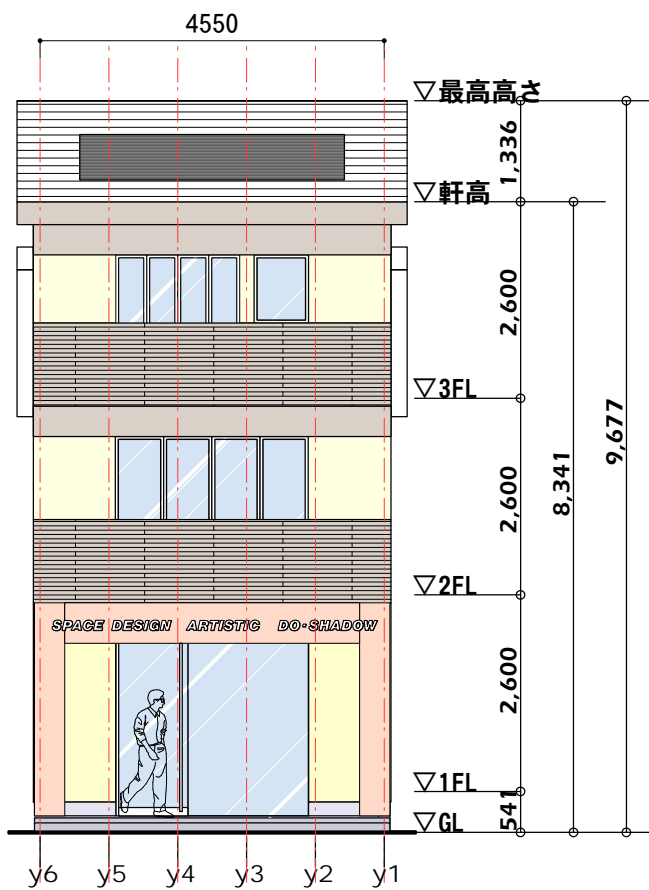 4550
▽最高高さ
1,336
▽軒高
2,600
▽3FL
9,677
8,341
2,600
▽2FL
SPACE DESIGN ARTISTIC DO・SHADOW
2,600
▽1FL
541
▽GL
y6 y5 y4 y3 y2 y1